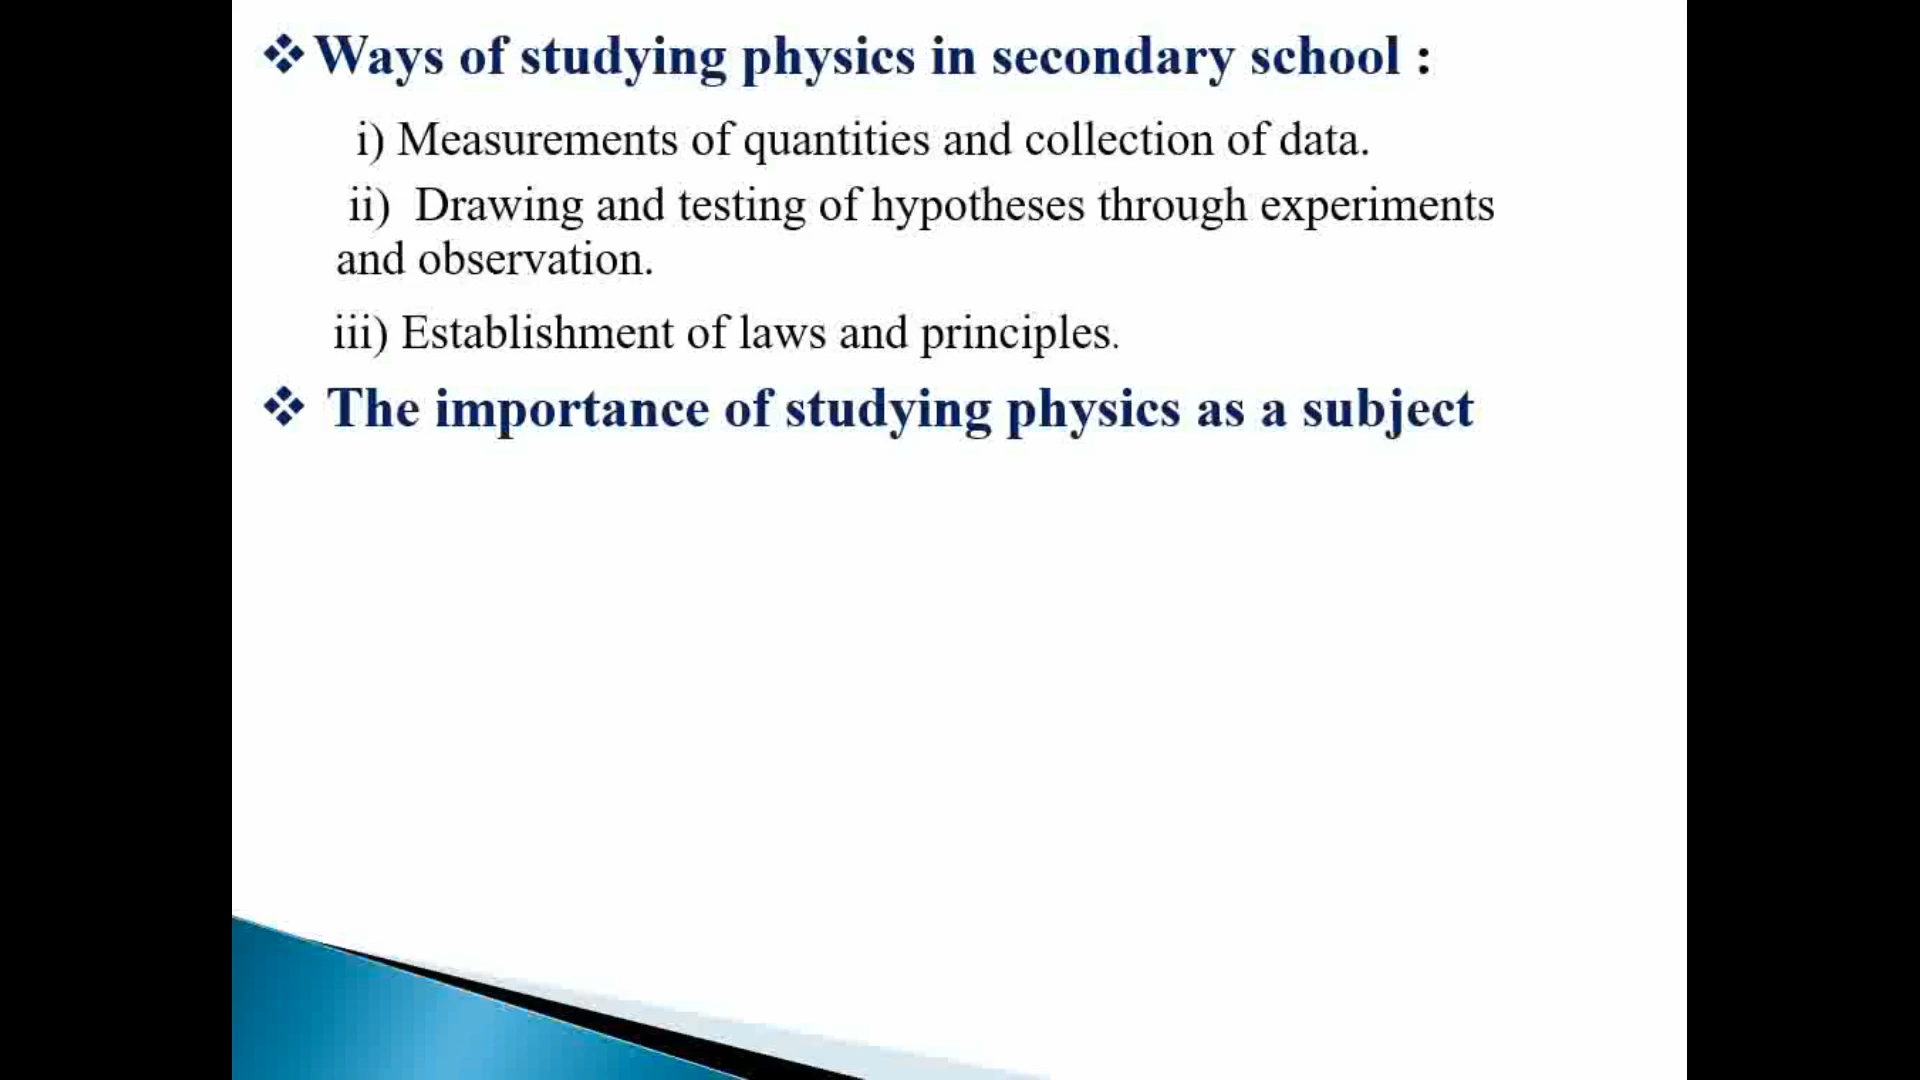 ❖Ways of studying physics in secondary school :
i) Measurements of quantities and collection of data.
ii) Drawing and testing of hypotheses through experiments
and observation.
iii) Establishment of laws and principles.
❖ The importance of studying physics as a subject